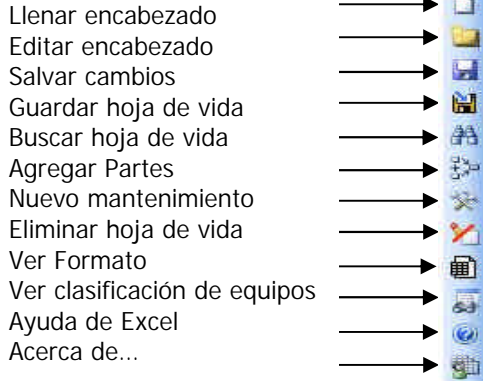 Llenar encabezado
Editar encabezado
Salvar cambios
Guardar hoja de vida
Buscar hoja de vida
Agregar Partes
Nuevo mantenimiento
Eliminar hoja de vida
Ver Formato
Ver clasificación de equipos
Ayuda de Excel
Acerca de...